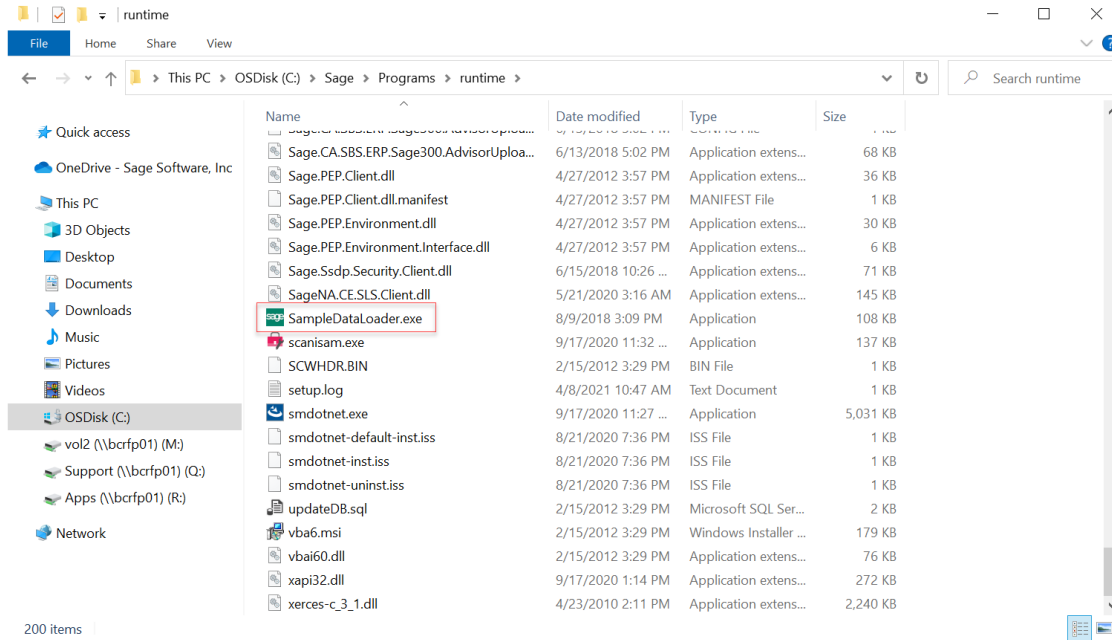 runtime
File Home Share View
This PC OSDisk (C:) Sage Programs runtime
Search runtime
Name Date modified Type Size
Sage.CA.SBS.ERP.Sage300.AdvisorUploa... 6/13/2018 5:02 PM CONFIG File 1 KB
Sage.CA.SBS.ERP.Sage300.AdvisorUploa... 6/13/2018 5:02 PM Application extens... 68 KB
Sage.PEP.Client.dll 4/27/2012 3:57 PM Application extens... 36 KB
Sage.PEP.Client.dll.manifest 4/27/2012 3:57 PM MANIFEST File 1 KB
Sage.PEP.Environment.dll 4/27/2012 3:57 PM Application extens... 30 KB
Sage.PEP.Environment.Interface.dll 4/27/2012 3:57 PM Application extens... 6 KB
Sage.Ssdp.Security.Client.dll 6/15/2018 10:26 ... Application extens... 71 KB
SageNA.CE.SLS.Client.dll 5/21/2020 3:16 AM Application extens... 145 KB
SampleDataLoader.exe 8/9/2018 3:09 PM Application 108 KB
scanisam.exe 9/17/2020 11:32 ... Application 137 KB
SCWHDR.BIN 2/15/2012 3:29 PM BIN File 1 KB
setup.log 4/8/2021 10:47 AM Text Document 1 KB
smdotnet.exe 9/17/2020 11:27 ... Application 5,031 KB
smdotnet-default-inst.iss 8/21/2020 7:36 PM ISS File 1 KB
smdotnet-inst.iss 8/21/2020 7:36 PM ISS File 1 KB
smdotnet-uninst.iss 8/21/2020 7:36 PM ISS File 1 KB
updateDB.sql 2/15/2012 3:29 PM Microsoft SQL Ser... 2 KB
vba6.msi 2/15/2012 3:29 PM Windows Installer ... 179 KB
vbai60.dll 2/15/2012 3:29 PM Application extens... 76 KB
xapi32.dll 9/17/2020 1:14 PM Application extens... 272 KB
xerces-c_3_1.dll 4/23/2010 2:11 PM Application extens... 2,240 KB
Quick access
OneDrive - Sage Software, Inc
This PC
3D Objects
Desktop
Documents
Downloads
Music
Pictures
Videos
OSDisk (C:)
vol2 (\\bcrfp01) (M:)
Support (\\bcrfp01) (Q:)
Apps (\\bcrfp01) (R:)
Network
200 items